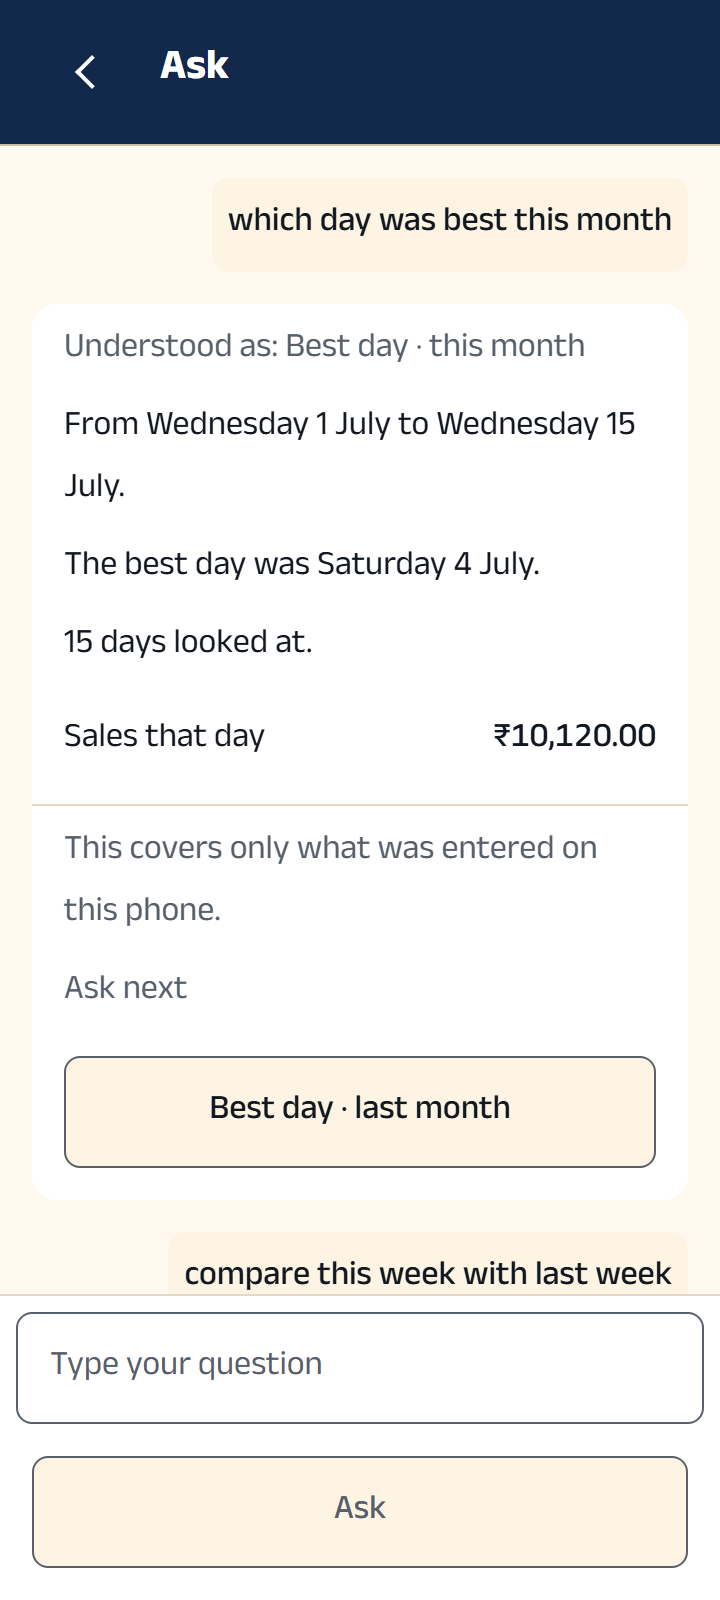 Ask
which day was best this month
Understood as: Best day · this month
From Wednesday 1 July to Wednesday 15
July.
The best day was Saturday 4 July.
15 days looked at.
Sales that day ₹10,120.00
This covers only what was entered on
this phone.
Ask next
Best day · last month
compare this week with last week
Type your question
Ask